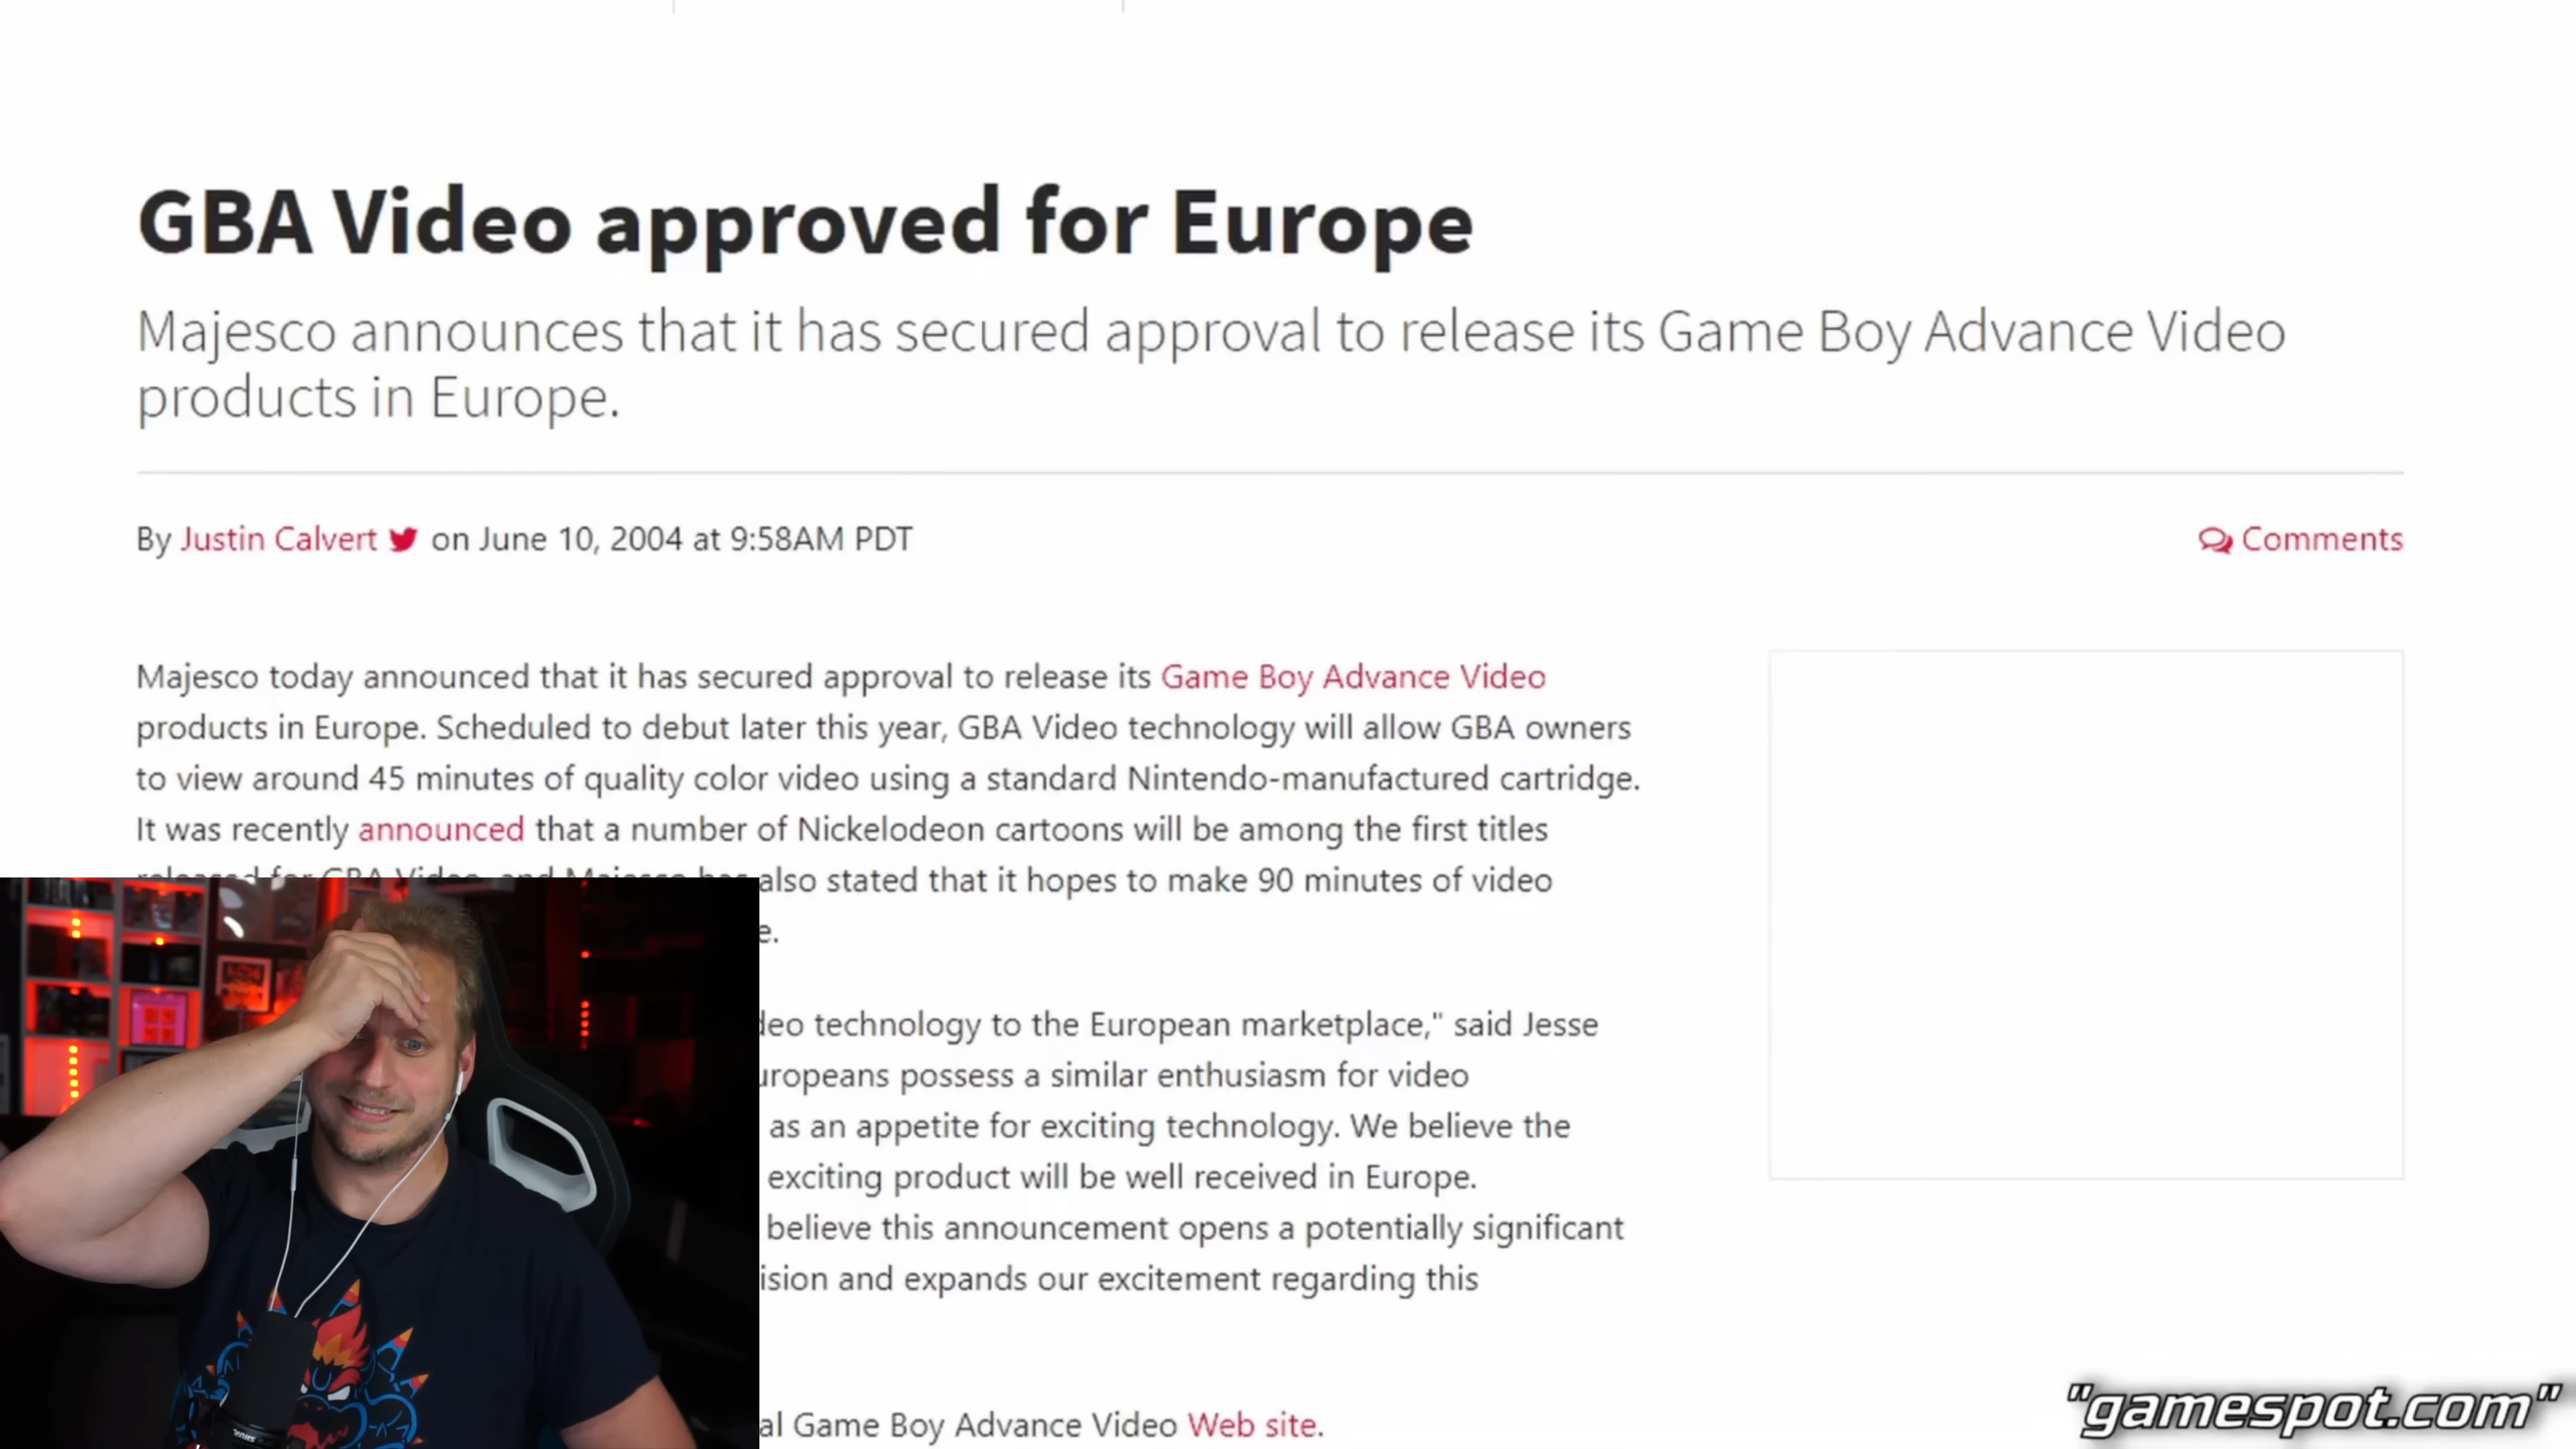 GBA Video approved for Europe
Majesco announces that it has secured approval to release its Game Boy Advance Video
products in Europe.
By Justin Calvert on June 10, 2004 at 9:58AM PDT
Comments
Majesco today announced that it has secured approval to release its Game Boy Advance Video
products in Europe. Scheduled to debut later this year, GBA Video technology will allow GBA owners
to view around 45 minutes of quality color video using a standard Nintendo-manufactured cartridge.
It was recently announced that a number of Nickelodeon cartoons will be among the first titles
released for GBA Video, and Majesco has also stated that it hopes to make 90 minutes of video
e.
deo technology to the European marketplace," said Jesse
uropeans possess a similar enthusiasm for video
as an appetite for exciting technology. We believe the
exciting product will be well received in Europe.
believe this announcement opens a potentially significant
ision and expands our excitement regarding this
al Game Boy Advance Video Web site.
"gamespot.com"